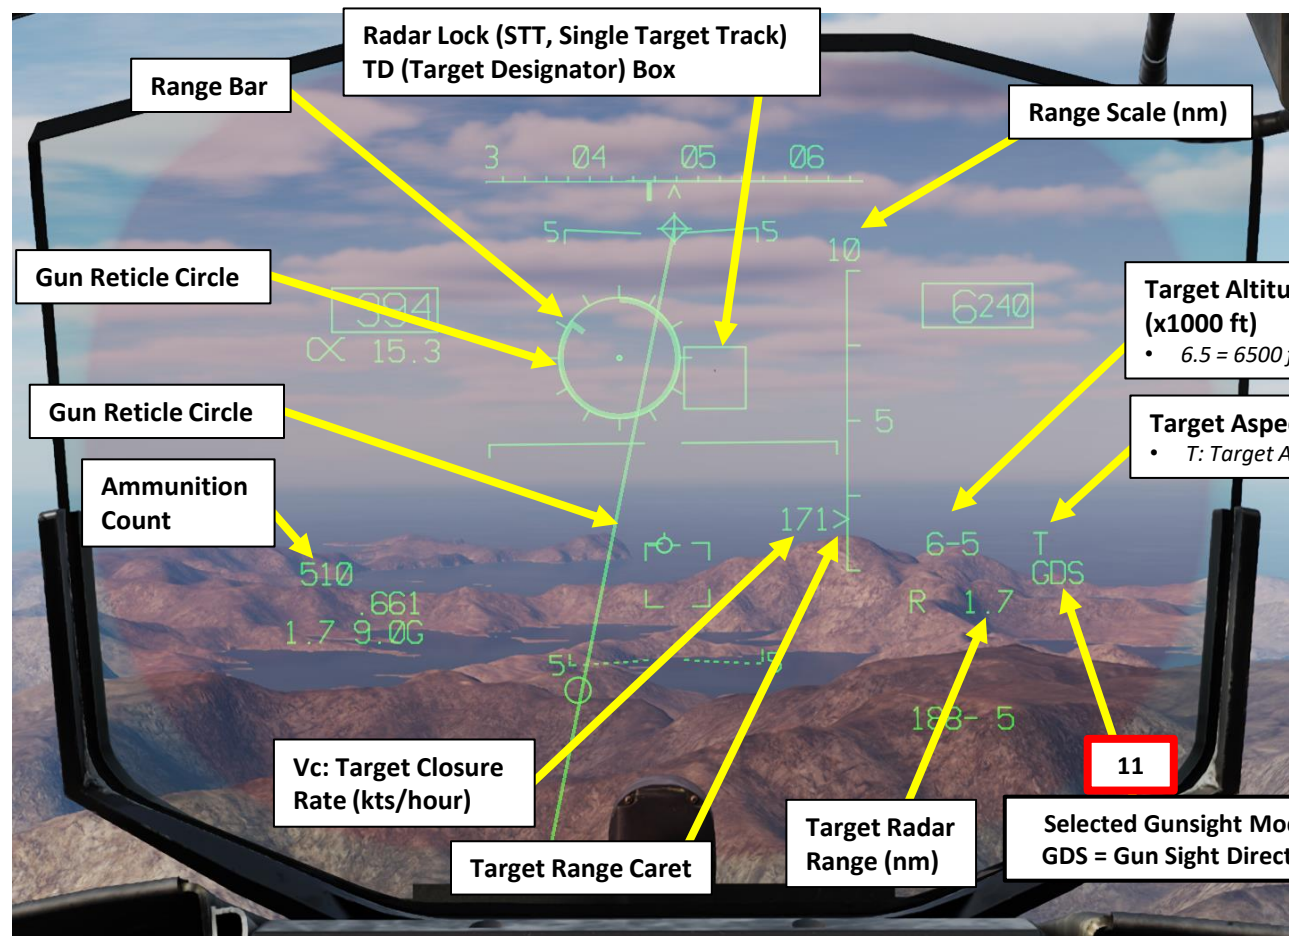 Radar Lock (STT, Single Target Track)
TD (Target Designator) Box
Range Bar
Range Scale (nm)
3 04 05 06
5 5
10
Gun Reticle Circle
994
α 15.3
6240
Target Altitu
(x1000 ft)
• 6.5 = 6500 f
Gun Reticle Circle
5
Target Aspe
• T: Target A
Ammunition
Count
171>
6-5 T
510
GDS
.661
R 1.7
1.7 9.0G
5 5
188- 5
Vc: Target Closure
Rate (kts/hour)
11
Target Radar
Range (nm)
Selected Gunsight Mod
GDS = Gun Sight Direct
Target Range Caret